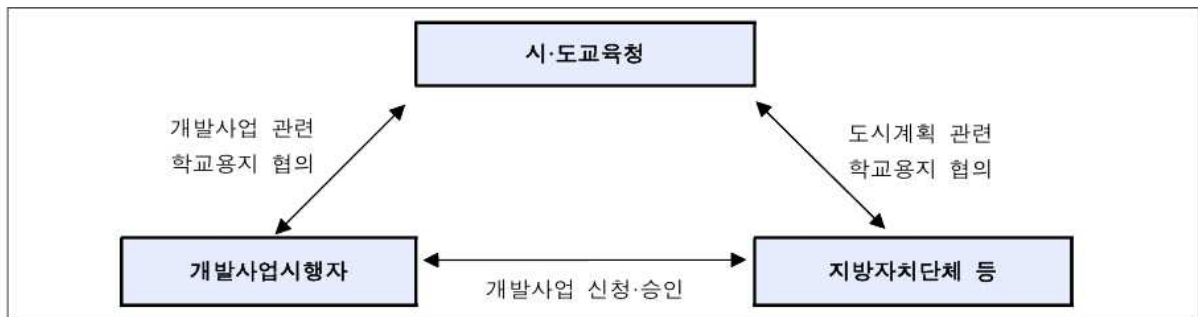 시·도교육청
개발사업 관련
학교용지 협의
도시계획 관련
학교용지 협의
개발사업시행자
개발사업 신청·승인
지방자치단체 등